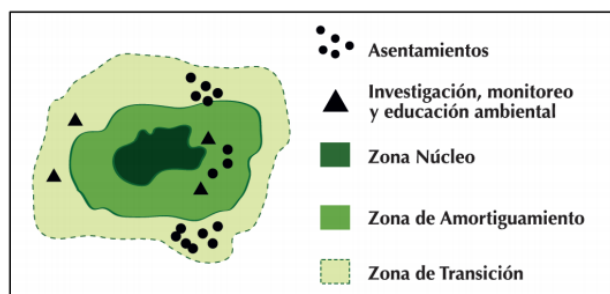 Asentamientos
Investigación, monitoreo
y educación ambiental
Zona Núcleo
Zona de Amortiguamiento
Zona de Transición